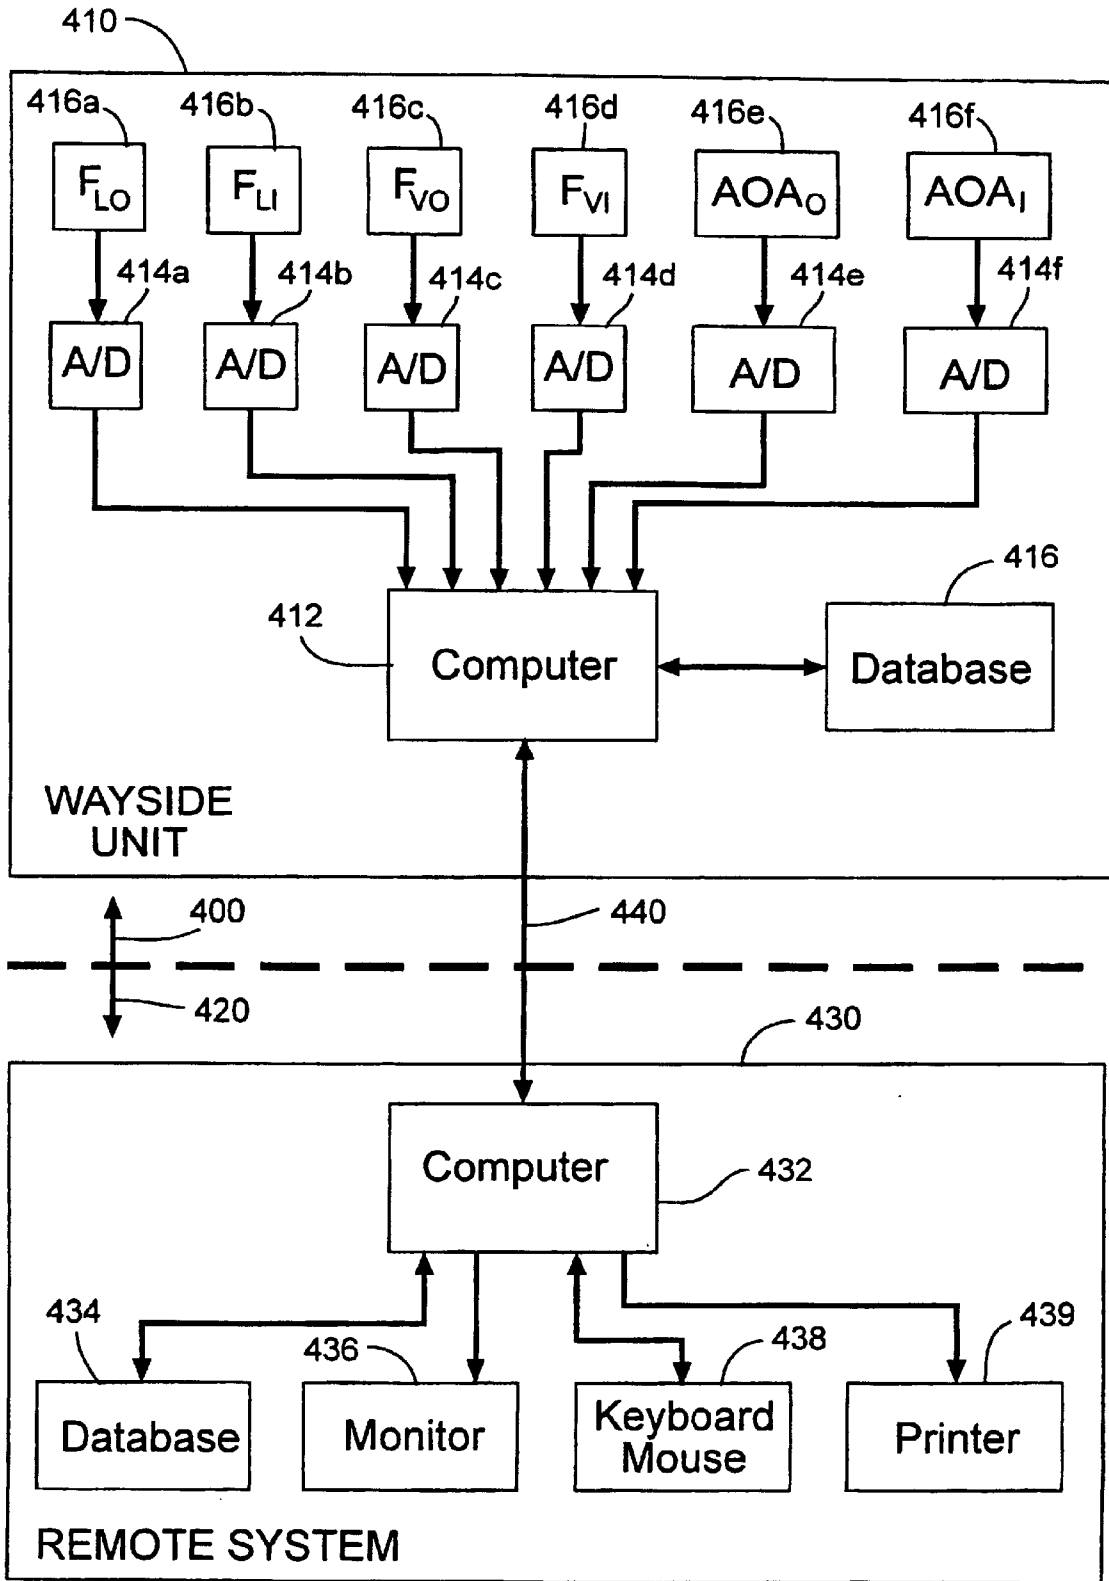 410
416a 416b 416c 416d 416e 416f
FLO FLI FVO FVI AOAO AOAI
414a 414b 414c 414d 414e 414f
A/D A/D A/D A/D A/D A/D
416
412
Computer Database
WAYSIDE
UNIT
400 440
420
430
Computer
432
434 436 438 439
Database Monitor Keyboard Printer
Mouse
REMOTE SYSTEM